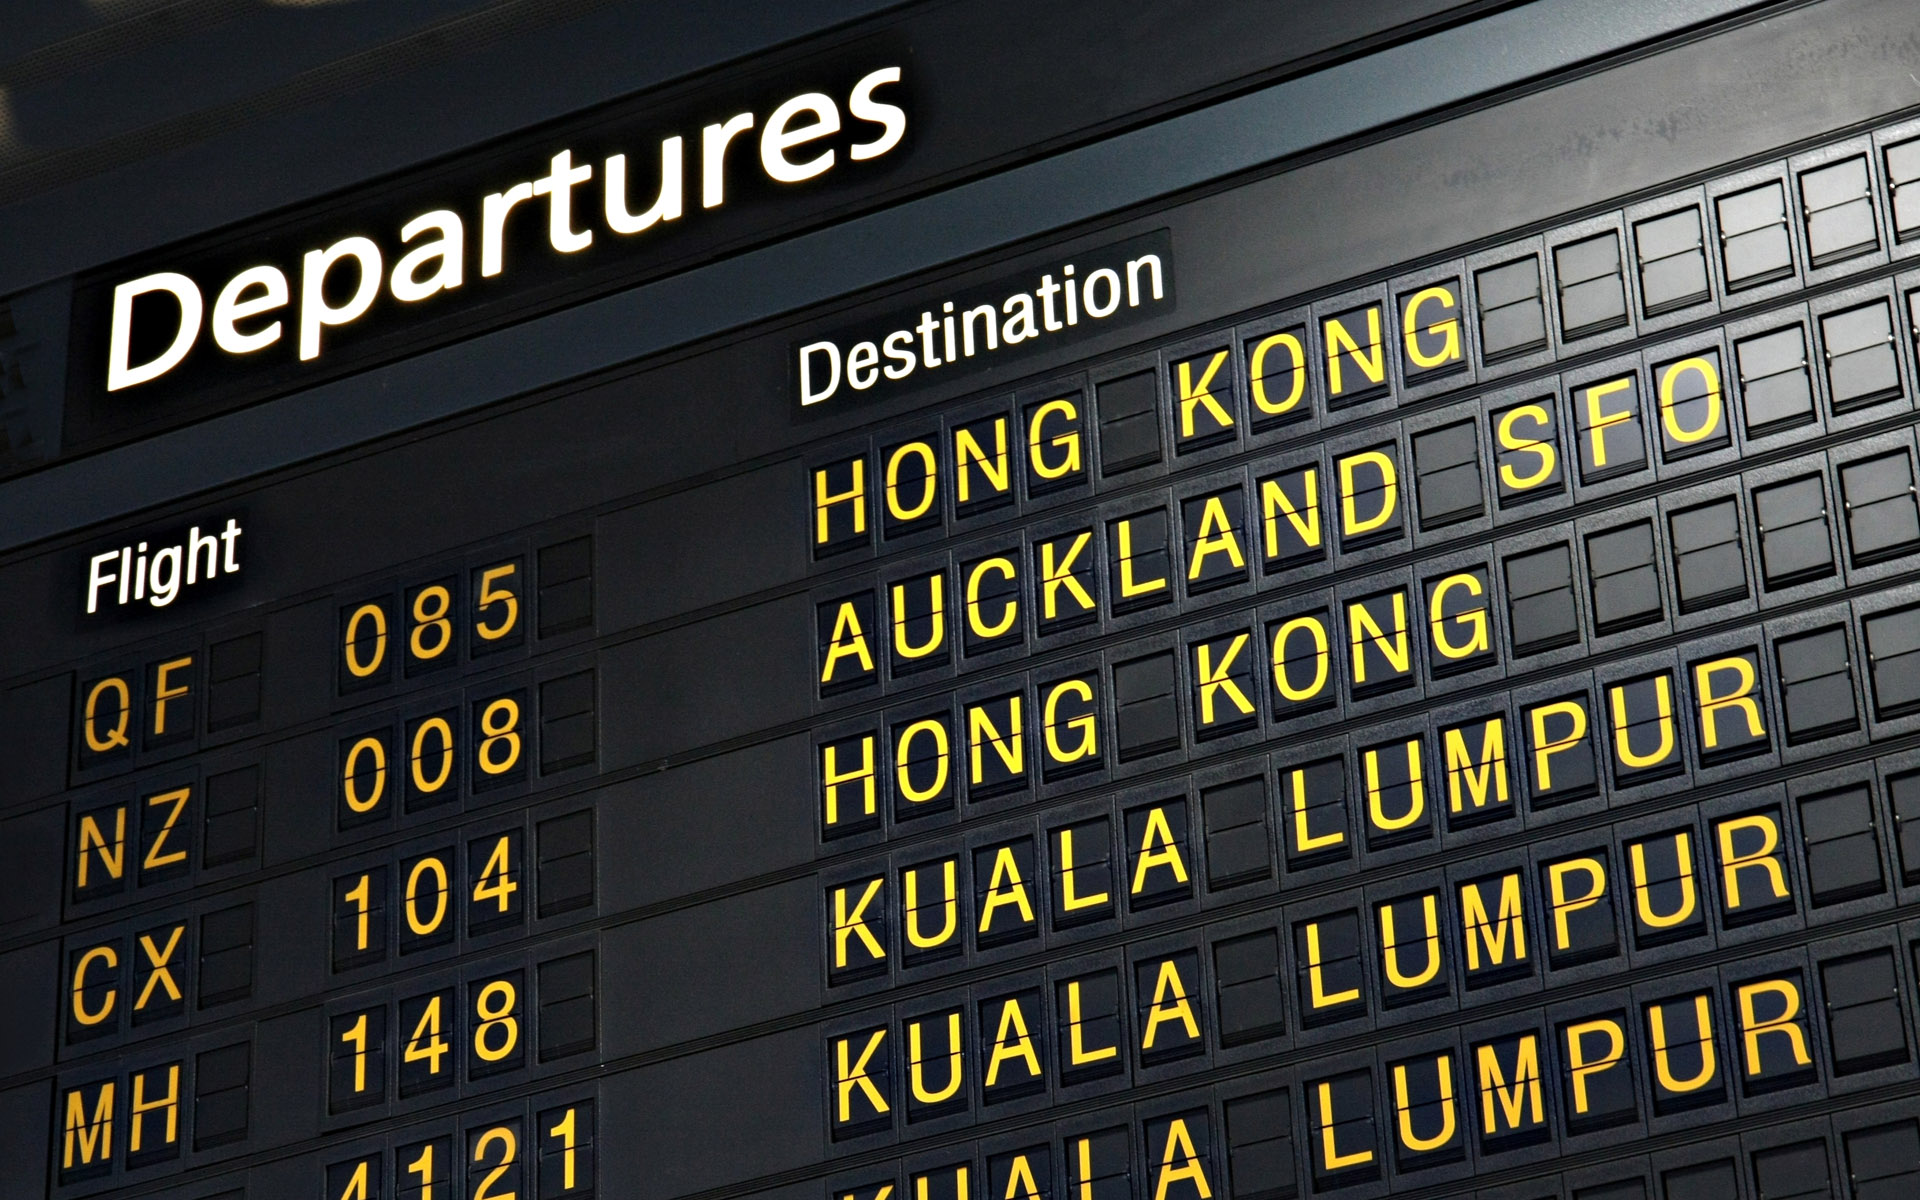 Departures
Flight Destination
QF 085 HONG KONG
NZ 008 AUCKLAND SFO
CX 104 HONG KONG
MH 148 KUALA LUMPUR
4121 KUALA LUMPUR
KUALA LUMPUR